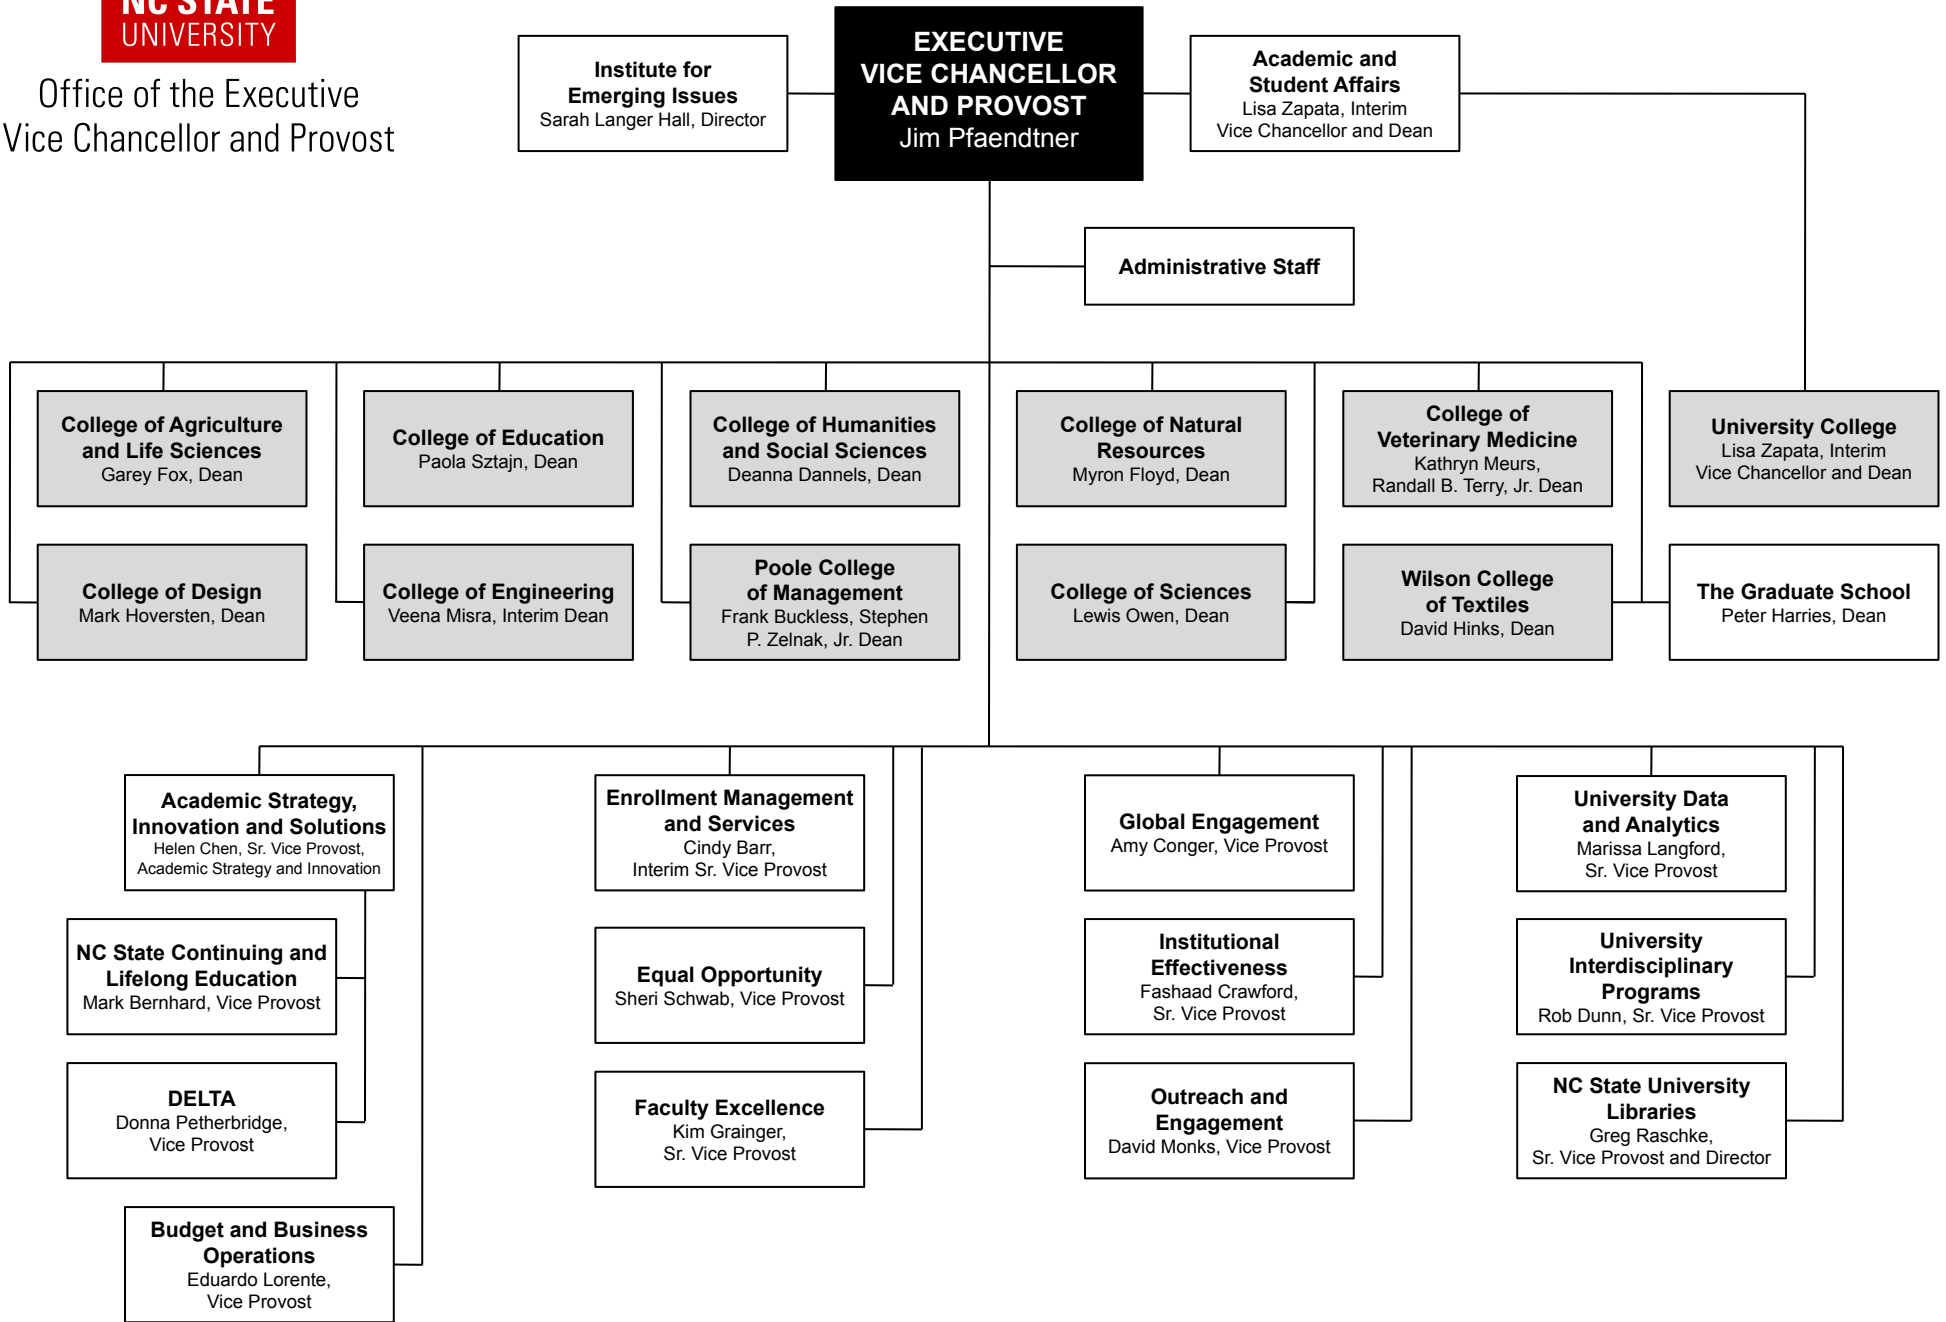 NC STATE
UNIVERSITY
Office of the Executive
Vice Chancellor and Provost
Institute for
Emerging Issues
Sarah Langer Hall, Director
EXECUTIVE
VICE CHANCELLOR
AND PROVOST
Jim Pfaendtner
Academic and
Student Affairs
Lisa Zapata, Interim
Vice Chancellor and Dean
Administrative Staff
College of Agriculture
and Life Sciences
Garey Fox, Dean
College of Education
Paola Sztajn, Dean
College of Humanities
and Social Sciences
Deanna Dannels, Dean
College of Natural
Resources
Myron Floyd, Dean
College of
Veterinary Medicine
Kathryn Meurs,
Randall B. Terry, Jr. Dean
University College
Lisa Zapata, Interim
Vice Chancellor and Dean
College of Design
Mark Hoversten, Dean
College of Engineering
Veena Misra, Interim Dean
Poole College
of Management
Frank Buckless, Stephen
P. Zelnak, Jr. Dean
College of Sciences
Lewis Owen, Dean
Wilson College
of Textiles
David Hinks, Dean
The Graduate School
Peter Harries, Dean
Academic Strategy,
Innovation and Solutions
Helen Chen, Sr. Vice Provost,
Academic Strategy and Innovation
Enrollment Management
and Services
Cindy Barr,
Interim Sr. Vice Provost
Global Engagement
Amy Conger, Vice Provost
University Data
and Analytics
Marissa Langford,
Sr. Vice Provost
NC State Continuing and
Lifelong Education
Mark Bernhard, Vice Provost
Equal Opportunity
Sheri Schwab, Vice Provost
Institutional
Effectiveness
Fashaad Crawford,
Sr. Vice Provost
University
Interdisciplinary
Programs
Rob Dunn, Sr. Vice Provost
DELTA
Donna Petherbridge,
Vice Provost
Faculty Excellence
Kim Grainger,
Sr. Vice Provost
Outreach and
Engagement
David Monks, Vice Provost
NC State University
Libraries
Greg Raschke,
Sr. Vice Provost and Director
Budget and Business
Operations
Eduardo Lorente,
Vice Provost